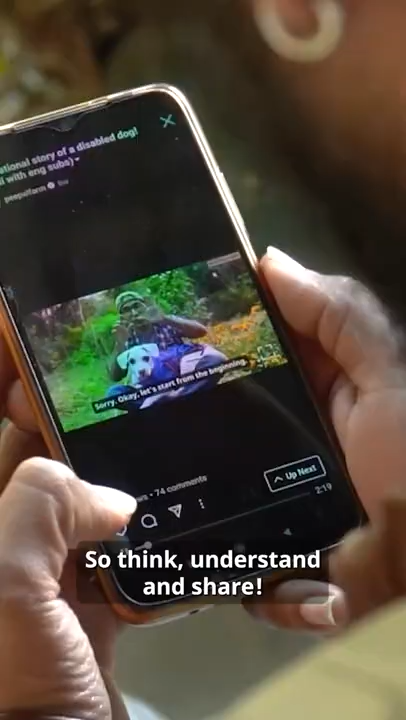 ational story of a disabled dog!
with eng subs)
peepalfarm
Sorry. Okay, let's start from the beginning.
74 comments
Up Next
2:19
So think, understand
and share!